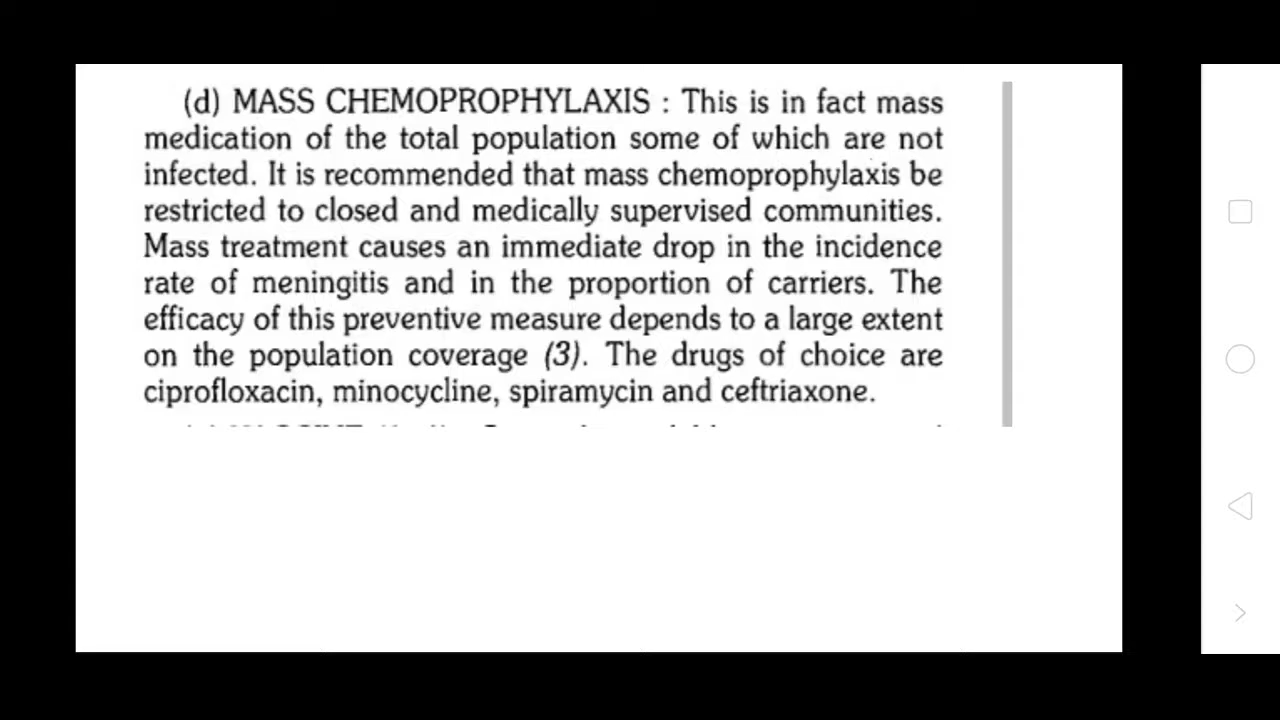 (d) MASS CHEMOPROPHYLAXIS : This is in fact mass
medication of the total population some of which are not
infected. It is recommended that mass chemoprophylaxis be
restricted to closed and medically supervised communities.
Mass treatment causes an immediate drop in the incidence
rate of meningitis and in the proportion of carriers. The
efficacy of this preventive measure depends to a large extent
on the population coverage (3). The drugs of choice are
ciprofloxacin, minocycline, spiramycin and ceftriaxone.